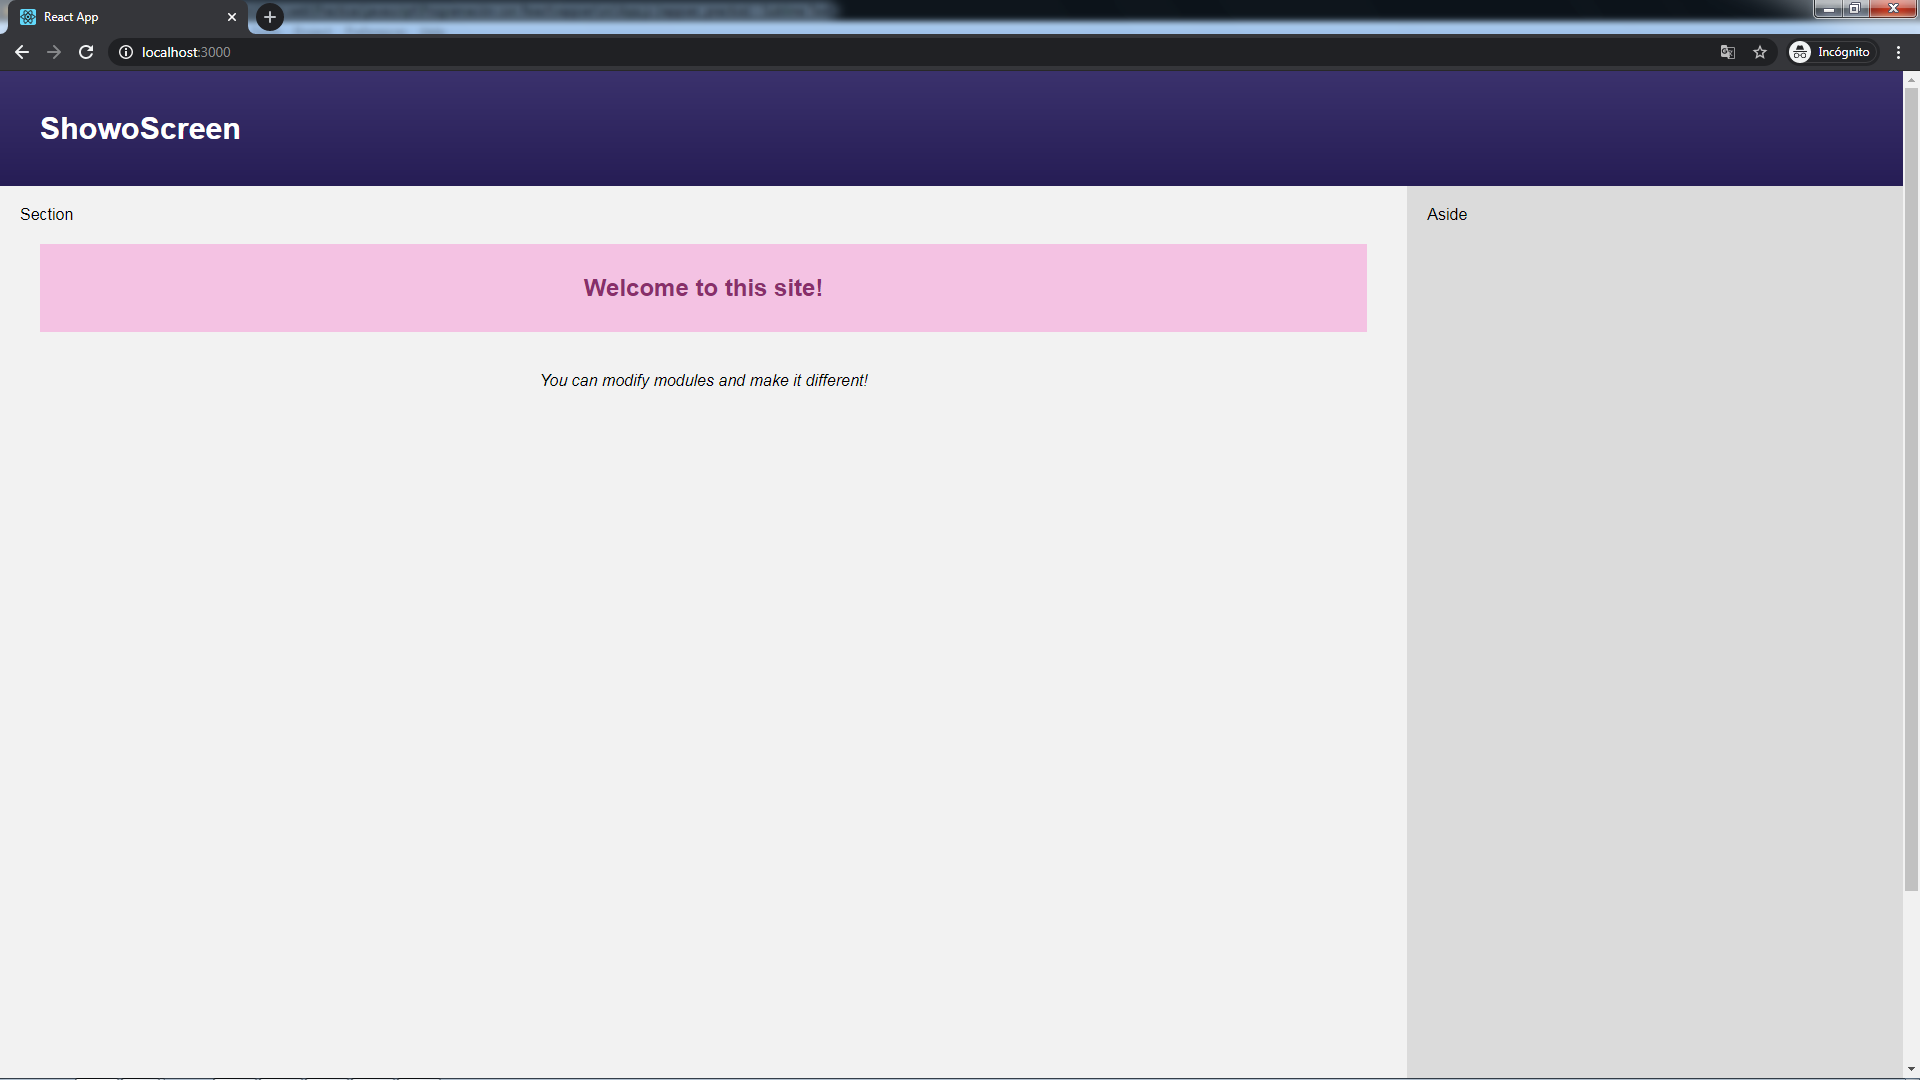 React App
localhost:3000
Incógnito
ShowoScreen
Section
Aside
Welcome to this site!
You can modify modules and make it different!